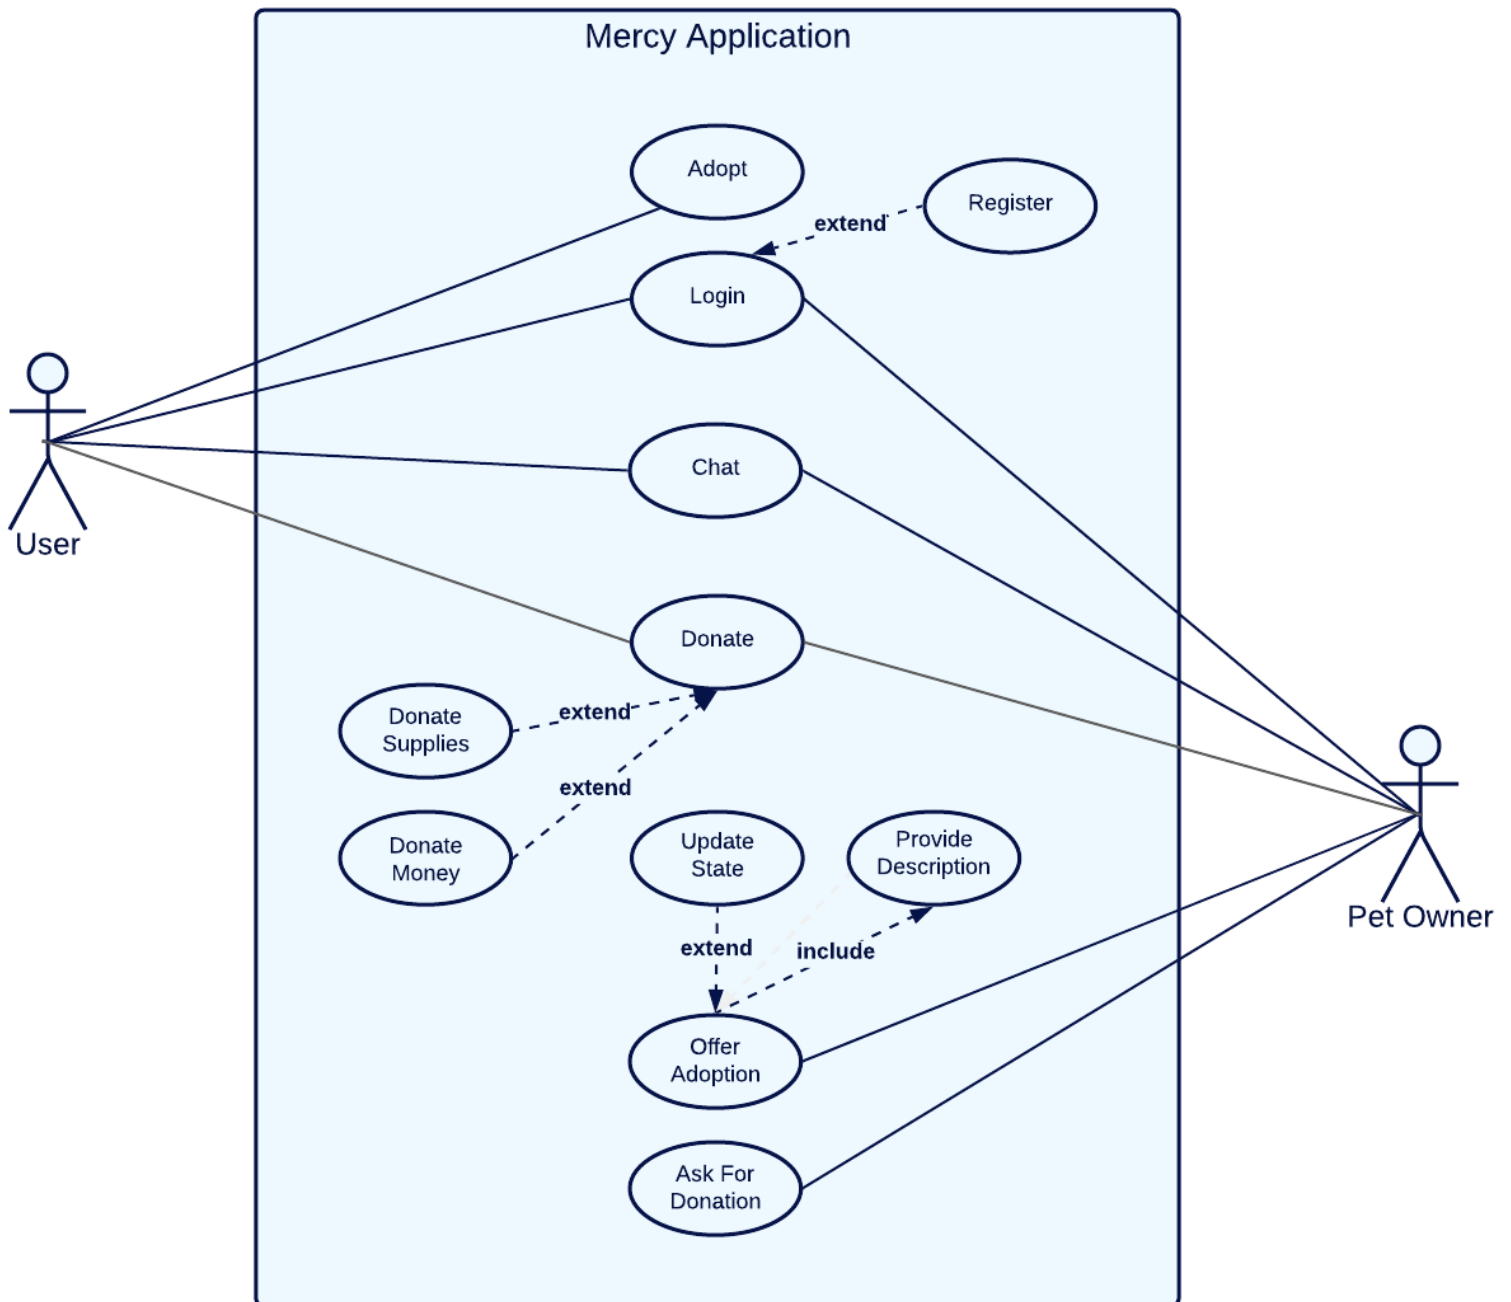 Mercy Application
Adopt
Register
extend
Login
Chat
User
Donate
Donate
Supplies
extend
extend
Donate
Money
Update
State
Provide
Description
Pet Owner
extend
include
Offer
Adoption
Ask For
Donation